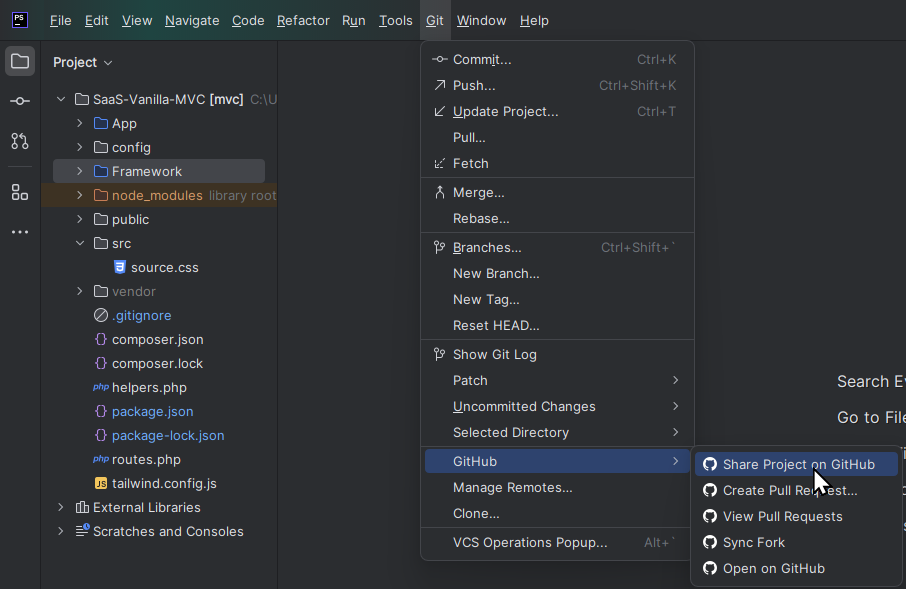 PS File Edit View Navigate Code Refactor Run Tools Git Window Help
Project
SaaS-Vanilla-MVC [mvc] C:\U
App
config
Framework
node_modules library root
public
src
source.css
vendor
.gitignore
{} composer.json
{} composer.lock
php helpers.php
{} package.json
{} package-lock.json
php routes.php
JS tailwind.config.js
External Libraries
Scratches and Consoles
Commit... Ctrl+K
Push... Ctrl+Shift+K
Update Project... Ctrl+T
Pull...
Fetch
Merge...
Rebase...
Branches... Ctrl+Shift+`
New Branch...
New Tag...
Reset HEAD...
Show Git Log
Patch
Uncommitted Changes
Selected Directory
GitHub
Manage Remotes...
Clone...
VCS Operations Popup... Alt+`
Share Project on GitHub
Create Pull Request...
View Pull Requests
Sync Fork
Open on GitHub
Search Ev
Go to File